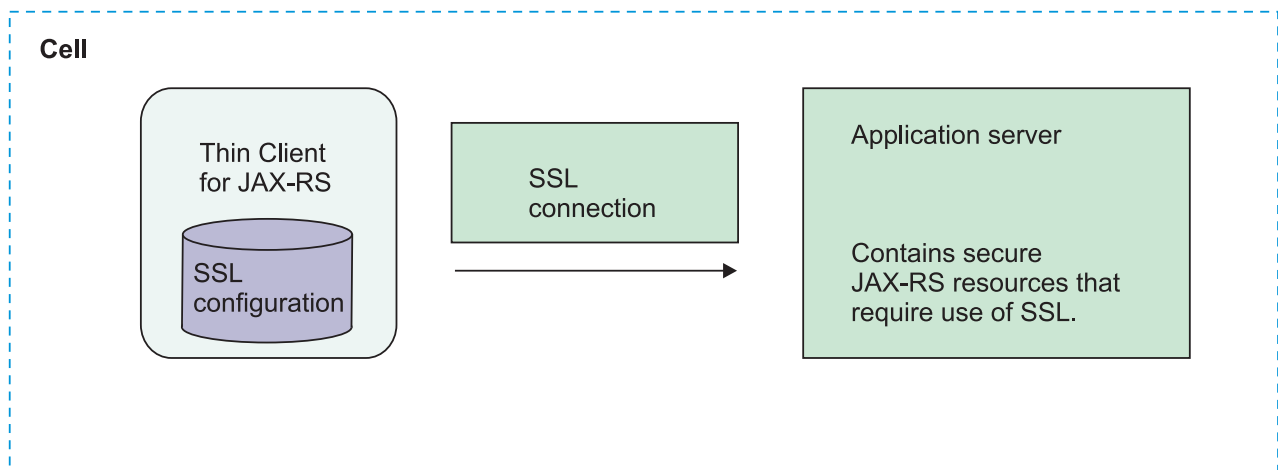 Cell
Thin Client
for JAX-RS
SSL
configuration
SSL
connection
Application server
Contains secure
JAX-RS resources that
require use of SSL.